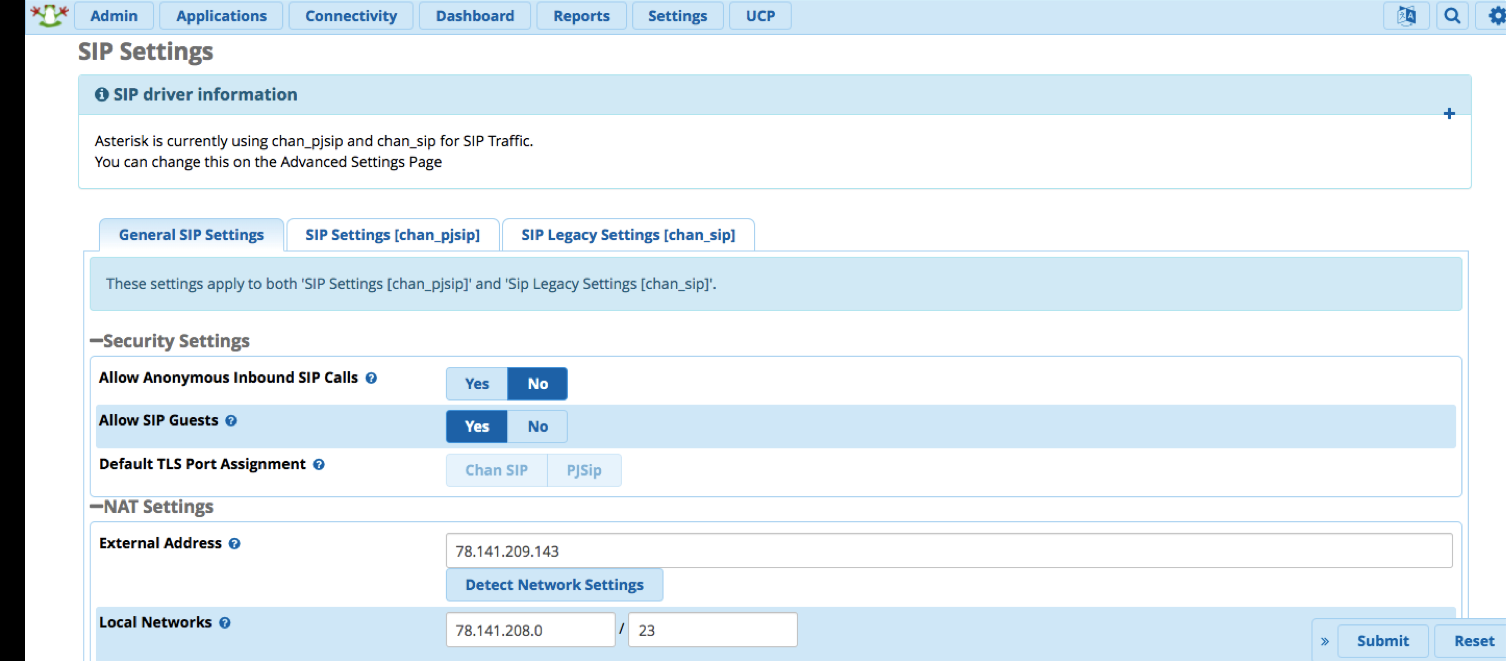 Admin Applications Connectivity Dashboard Reports Settings UCP
SIP Settings
SIP driver information
Asterisk is currently using chan_pjsip and chan_sip for SIP Traffic.
You can change this on the Advanced Settings Page
General SIP Settings SIP Settings [chan_pjsip] SIP Legacy Settings [chan_sip]
These settings apply to both 'SIP Settings [chan_pjsip]' and 'Sip Legacy Settings [chan_sip]'.
Security Settings
Allow Anonymous Inbound SIP Calls Yes No
Allow SIP Guests Yes No
Default TLS Port Assignment Chan SIP PJSip
NAT Settings
External Address 78.141.209.143
Detect Network Settings
Local Networks 78.141.208.0 / 23
» Submit Reset